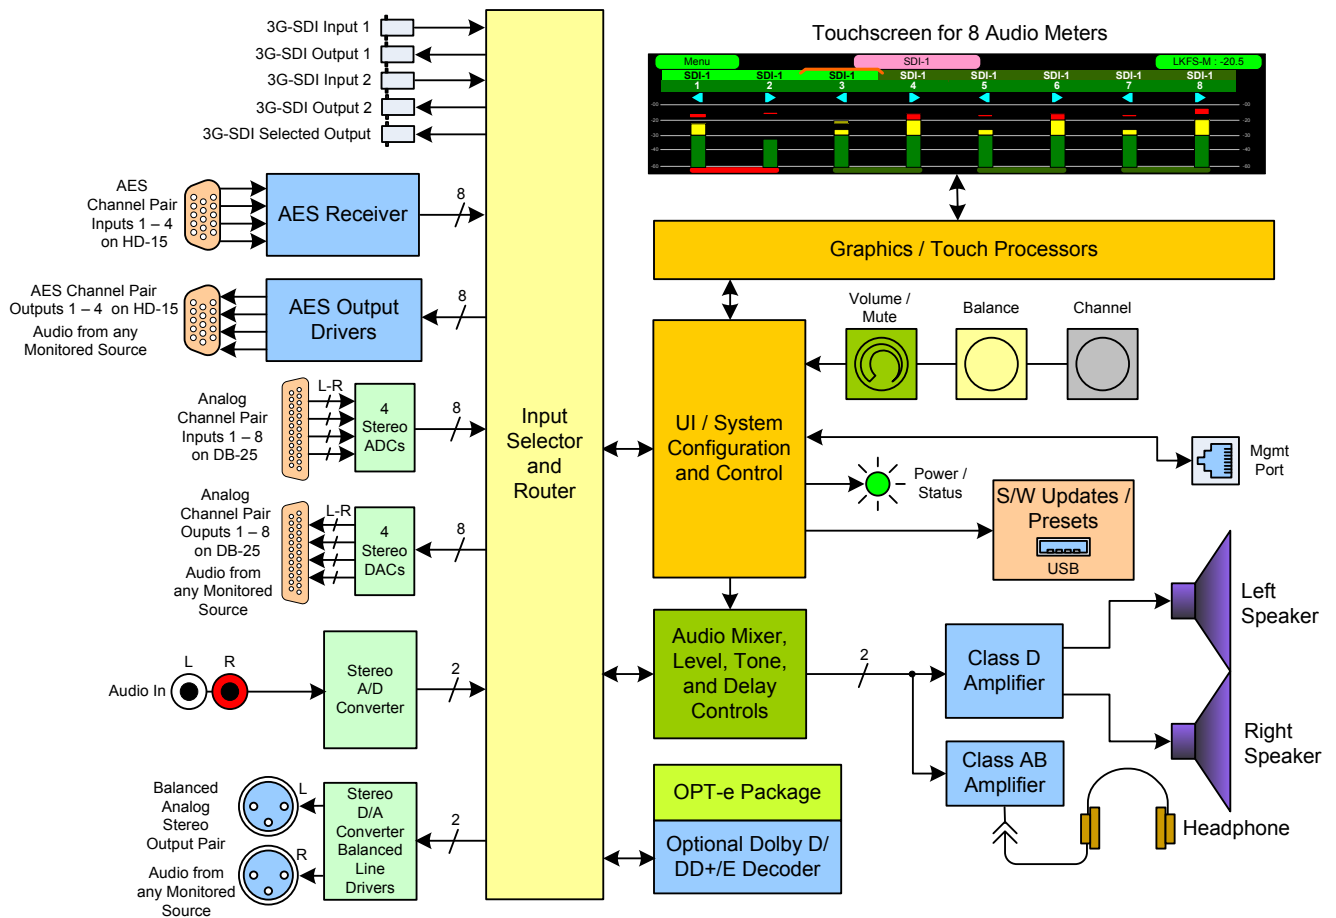 3G-SDI Input 1
3G-SDI Output 1
3G-SDI Input 2
3G-SDI Output 2
3G-SDI Selected Output
AES
Channel Pair
Inputs 1 – 4
on HD-15
AES Receiver
8
AES Channel Pair
Outputs 1 – 4 on HD-15
Audio from any
Monitored Source
AES Output
Drivers
8
Analog
Channel Pair
Inputs 1 – 8
on DB-25
L-R
4
Stereo
ADCs
8
Analog
Channel Pair
Ouputs 1 – 8
on DB-25
Audio from
any Monitored
Source
L-R
4
Stereo
DACs
8
Audio In
L
R
Stereo
A/D
Converter
2
Balanced
Analog
Stereo
Output Pair
Audio from
any Monitored
Source
L
R
Stereo
D/A
Converter
Balanced
Line
Drivers
2
Input
Selector
and
Router
Touchscreen for 8 Audio Meters
Menu
SDI-1
LKFS-M : -20.5
SDI-1 SDI-1 SDI-1 SDI-1 SDI-1 SDI-1 SDI-1 SDI-1
1 2 3 4 5 6 7 8
-20 -20
-30 -30
-40 -40
-60 -60
Graphics / Touch Processors
Volume /
Mute
Balance
Channel
UI / System
Configuration
and Control
Mgmt
Port
Power /
Status
S/W Updates /
Presets
USB
Audio Mixer,
Level, Tone,
and Delay
Controls
2
Class D
Amplifier
Left
Speaker
Right
Speaker
Class AB
Amplifier
Headphone
OPT-e Package
Optional Dolby D/
DD+/E Decoder